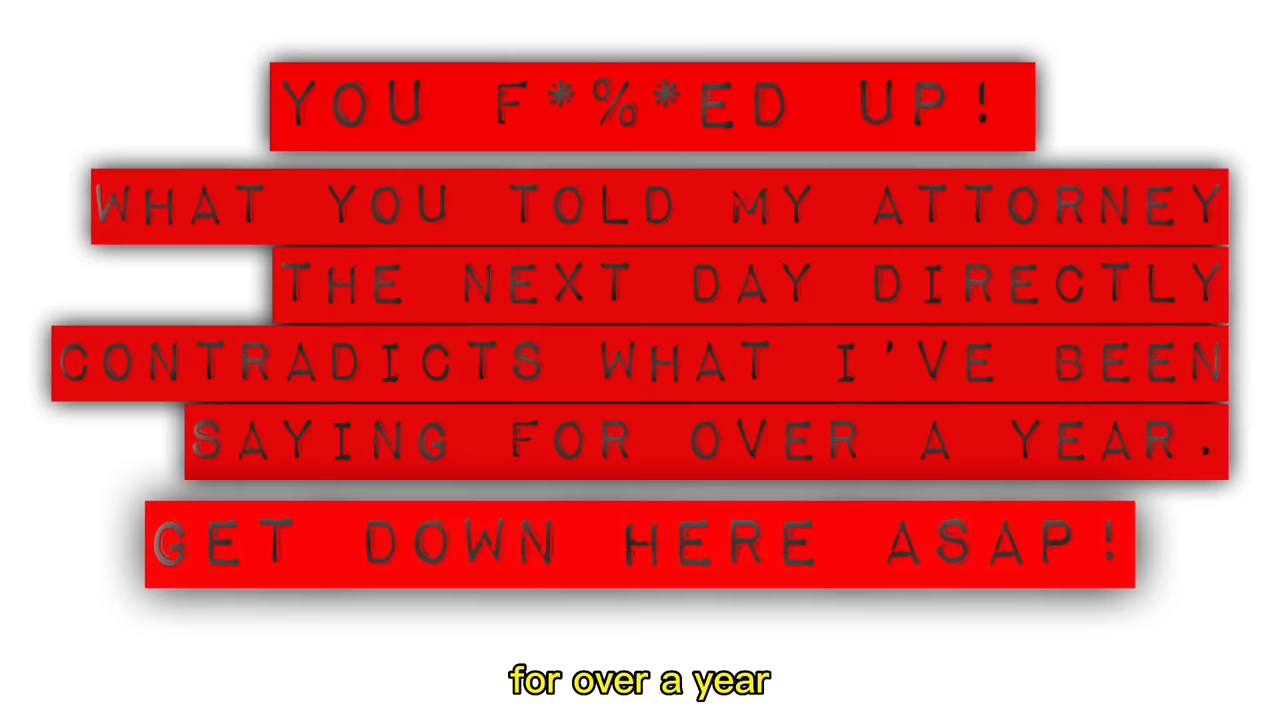 YOU F*%*ED UP!
WHAT YOU TOLD MY ATTORNEY
THE NEXT DAY DIRECTLY
CONTRADICTS WHAT I'VE BEEN
SAYING FOR OVER A YEAR.
GET DOWN HERE ASAP!
for over a year